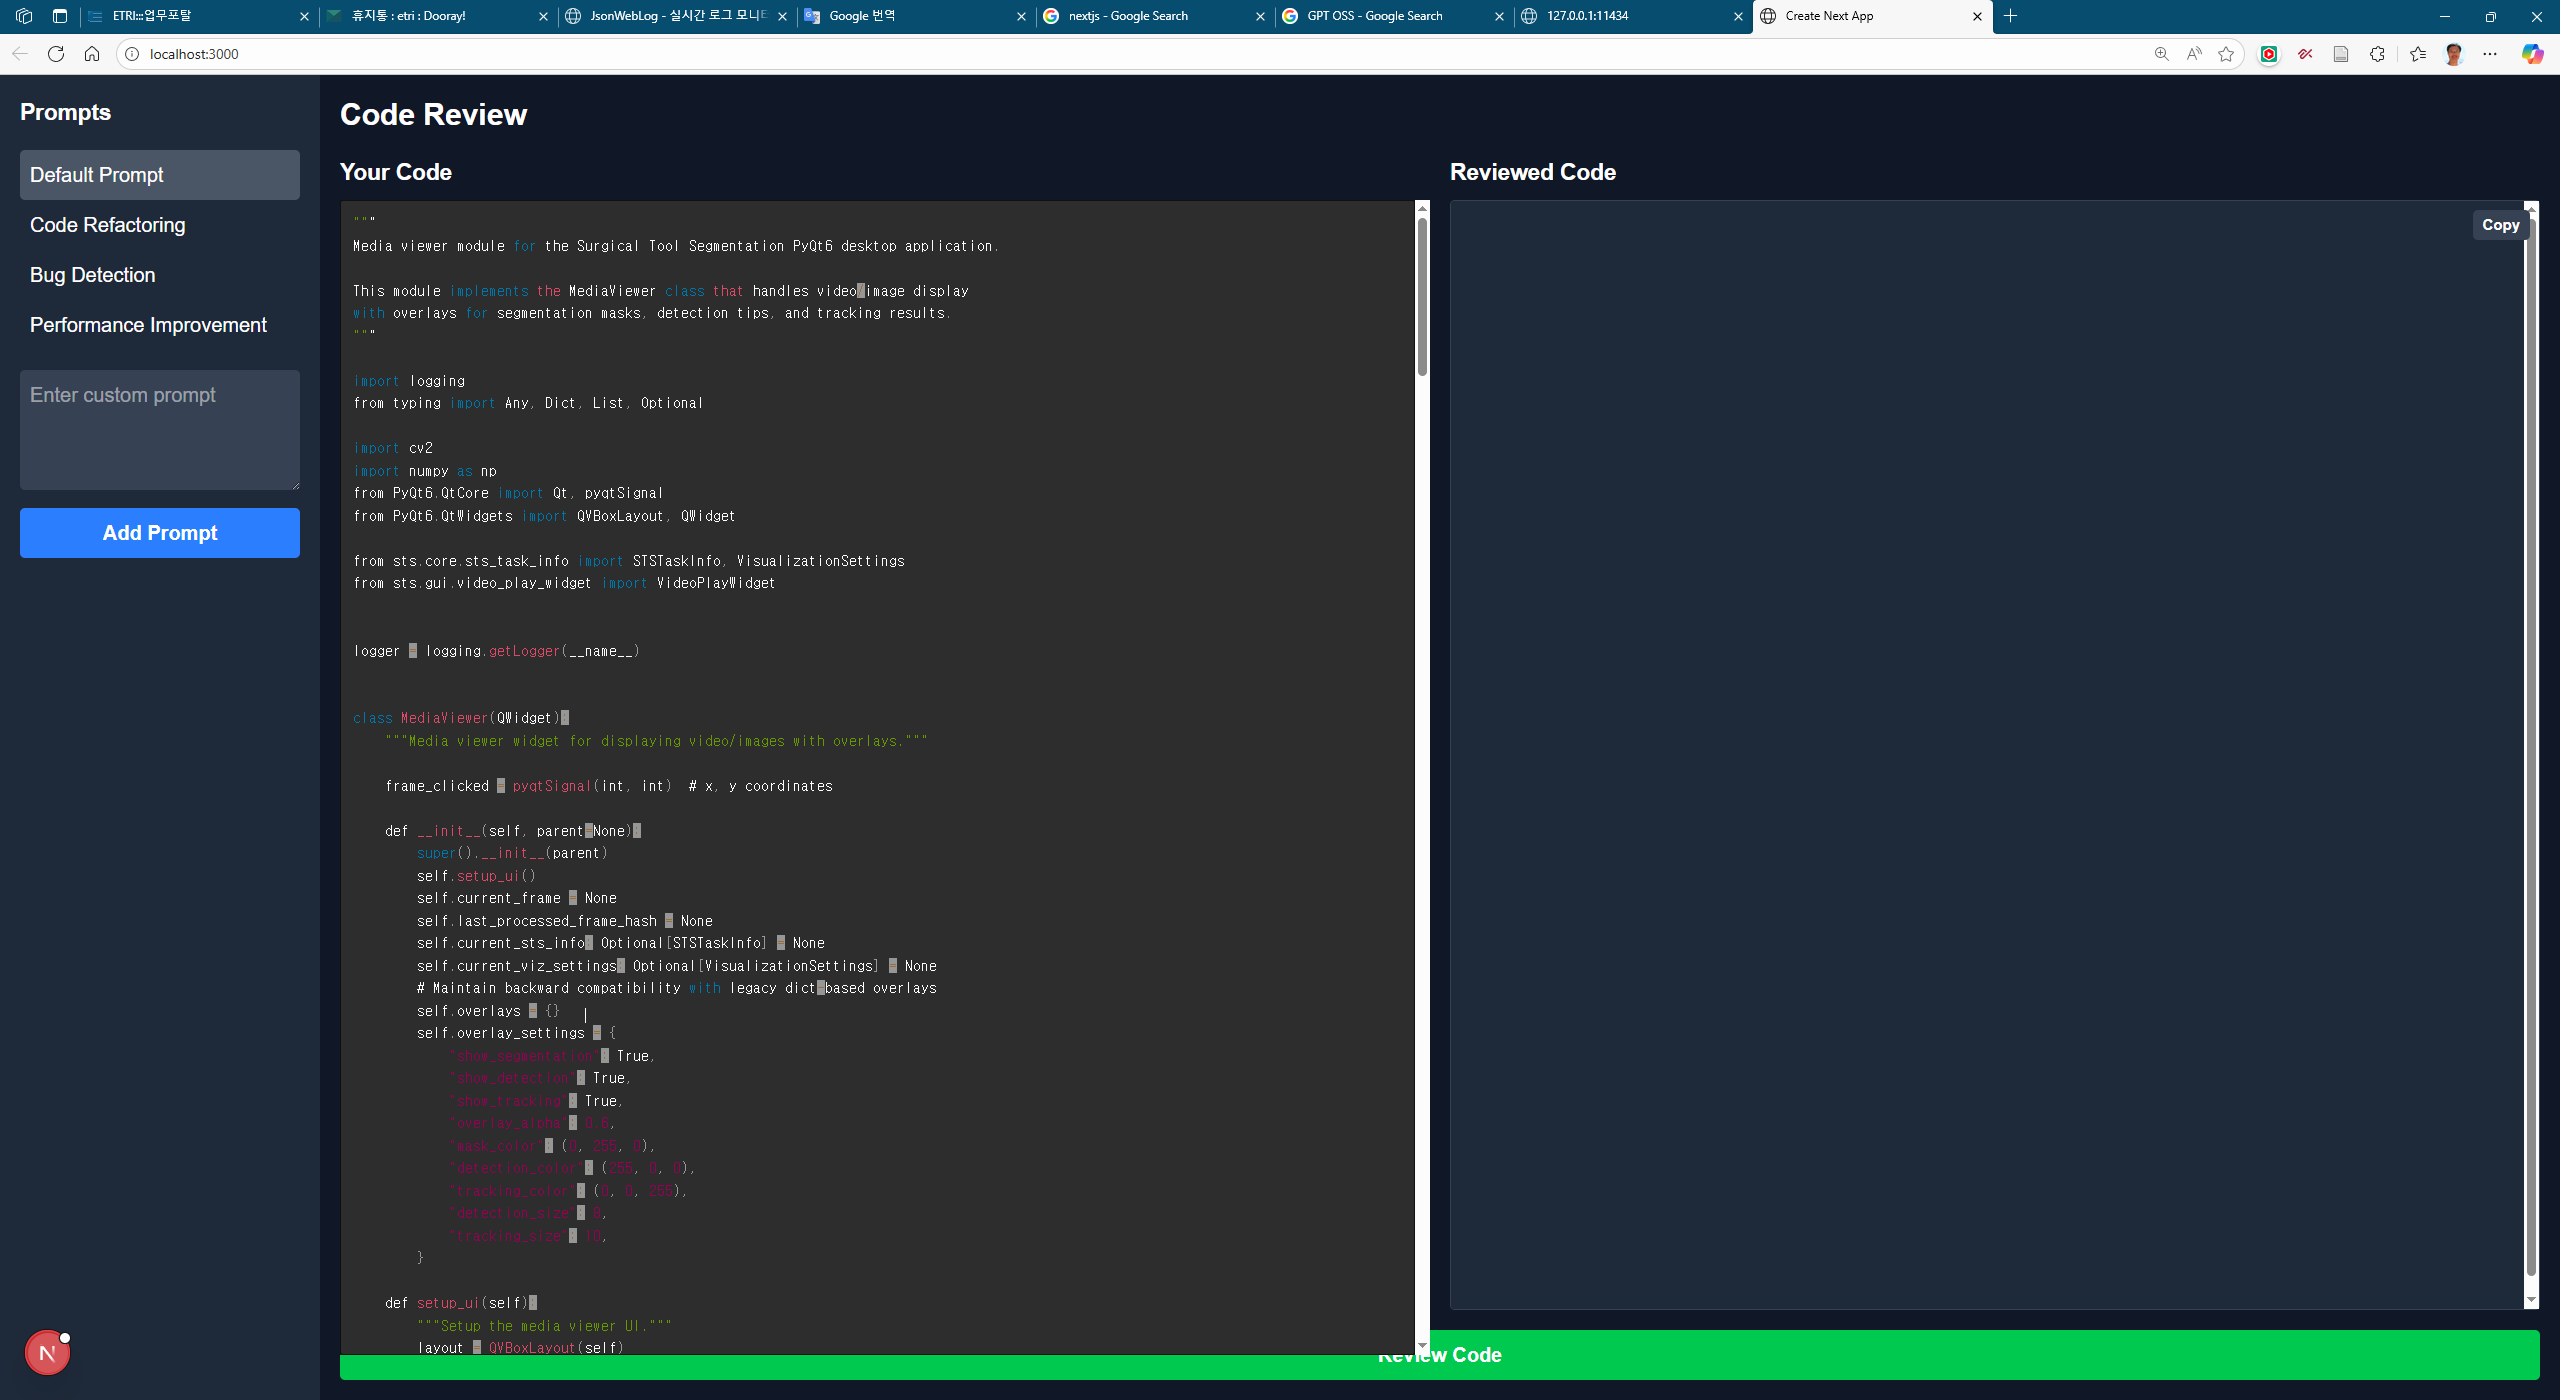 ETRI:::업무포탈
휴지통 : etri : Dooray!
JsonWebLog - 실시간 로그 모니터
Google 번역
nextjs - Google Search
GPT OSS - Google Search
127.0.0.1:11434
Create Next App
localhost:3000
Prompts
Default Prompt
Code Refactoring
Bug Detection
Performance Improvement
Enter custom prompt
Add Prompt
N
Code Review
Your Code
"""
Media viewer module for the Surgical Tool Segmentation PyQt6 desktop application.
This module implements the MediaViewer class that handles video/image display
with overlays for segmentation masks, detection tips, and tracking results.
"""
import logging
from typing import Any, Dict, List, Optional
import cv2
import numpy as np
from PyQt6.QtCore import Qt, pyqtSignal
from PyQt6.QtWidgets import QVBoxLayout, QWidget
from sts.core.sts_task_info import STSTaskInfo, VisualizationSettings
from sts.gui.video_play_widget import VideoPlayWidget
logger = logging.getLogger(__name__)
class MediaViewer(QWidget):
"""Media viewer widget for displaying video/images with overlays."""
frame_clicked = pyqtSignal(int, int)  # x, y coordinates
def __init__(self, parent=None):
super().__init__(parent)
self.setup_ui()
self.current_frame = None
self.last_processed_frame_hash = None
self.current_sts_info: Optional[STSTaskInfo] = None
self.current_viz_settings: Optional[VisualizationSettings] = None
# Maintain backward compatibility with legacy dict-based overlays
self.overlays = {}
self.overlay_settings = {
"show_segmentation": True,
"show_detection": True,
"show_tracking": True,
"overlay_alpha": 0.6,
"mask_color": (0, 255, 0),
"detection_color": (255, 0, 0),
"tracking_color": (0, 0, 255),
"detection_size": 8,
"tracking_size": 10,
}
def setup_ui(self):
"""Setup the media viewer UI."""
layout = QVBoxLayout(self)
Reviewed Code
Copy
Review Code